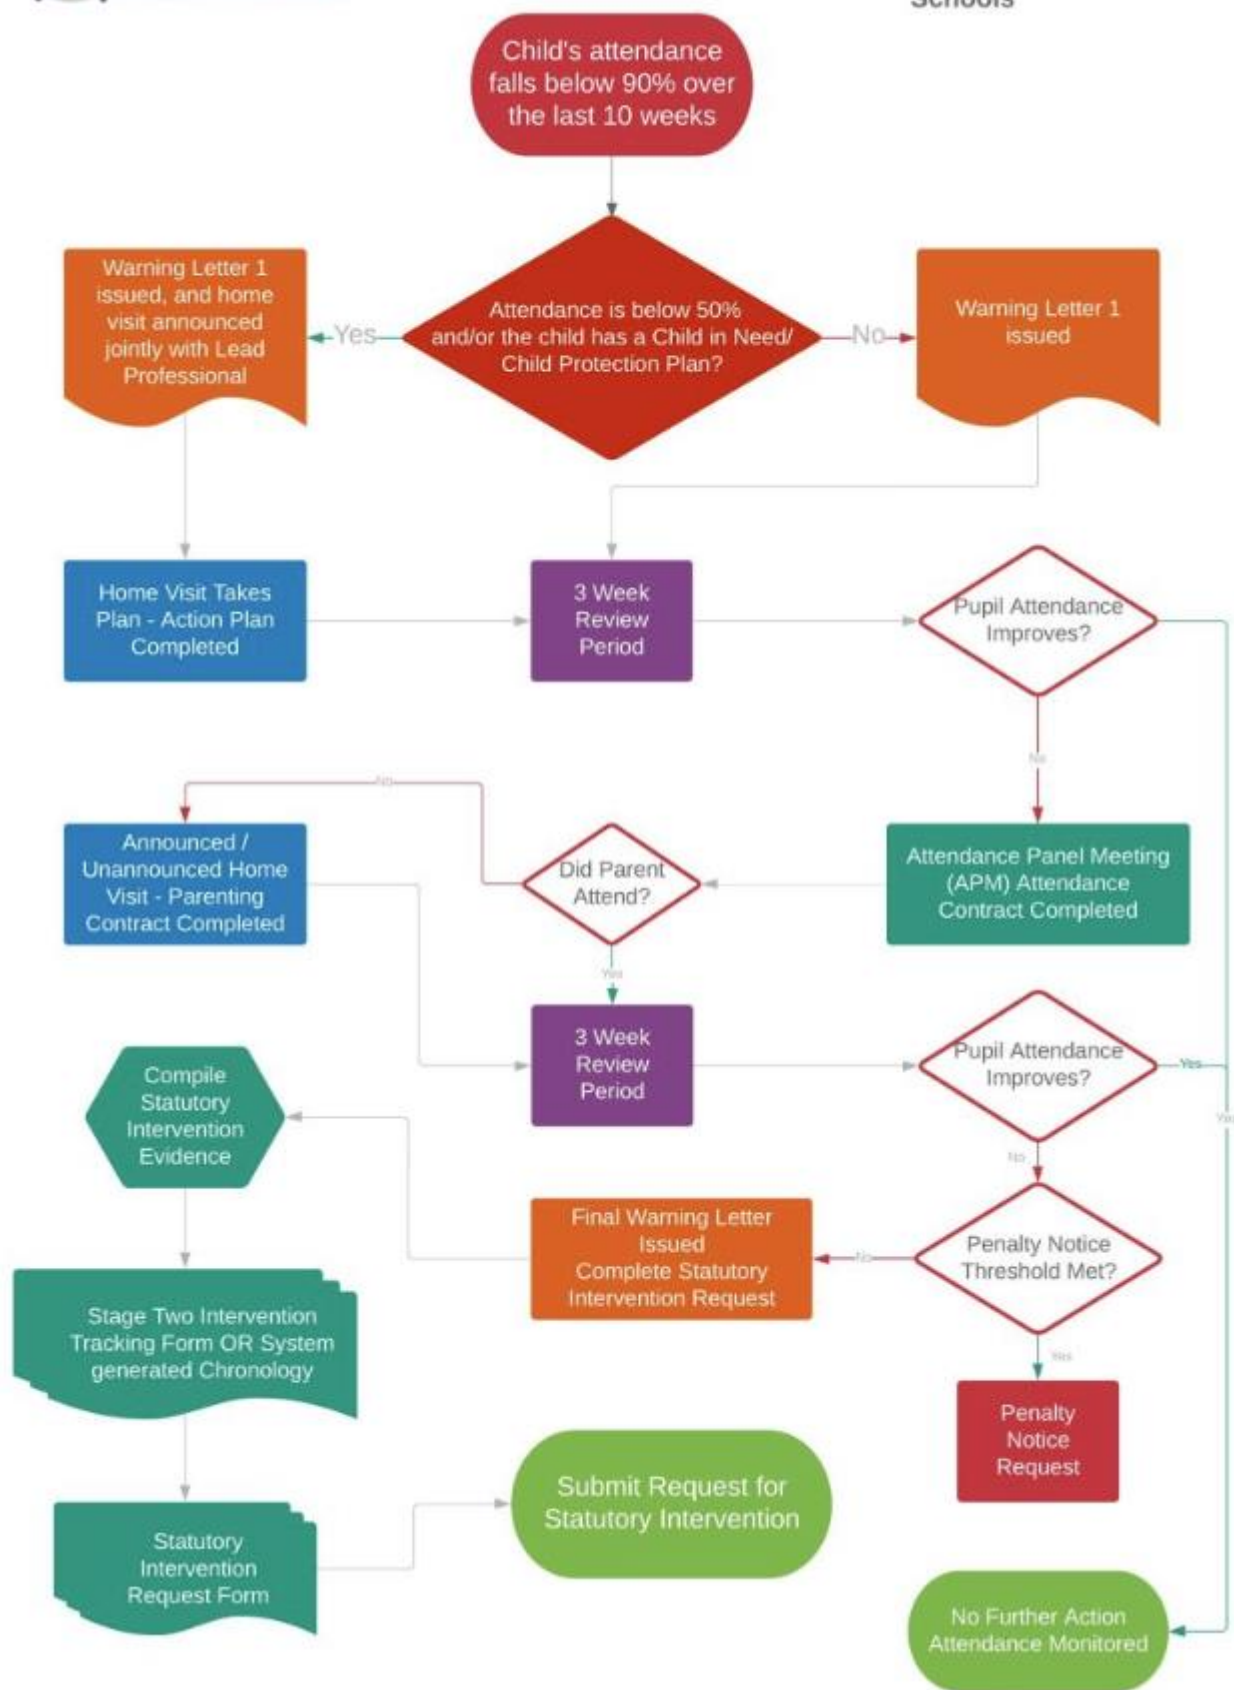 Schools
Child's attendance
falls below 90% over
the last 10 weeks
Warning Letter 1
issued, and home
visit announced
jointly with Lead
Professional
Yes
Attendance is below 50%
and/or the child has a Child in Need/
Child Protection Plan?
No
Warning Letter 1
issued
Home Visit Takes
Plan - Action Plan
Completed
3 Week
Review
Period
Pupil Attendance
Improves?
No
No
Announced /
Unannounced Home
Visit - Parenting
Contract Completed
Did Parent
Attend?
Attendance Panel Meeting
(APM) Attendance
Contract Completed
Yes
3 Week
Review
Period
Pupil Attendance
Improves?
Yes
Yes
Compile
Statutory
Intervention
Evidence
No
Final Warning Letter
Issued
Complete Statutory
Intervention Request
No
Penalty Notice
Threshold Met?
Stage Two Intervention
Tracking Form OR System
generated Chronology
Yes
Penalty
Notice
Request
Submit Request for
Statutory Intervention
Statutory
Intervention
Request Form
No Further Action
Attendance Monitored